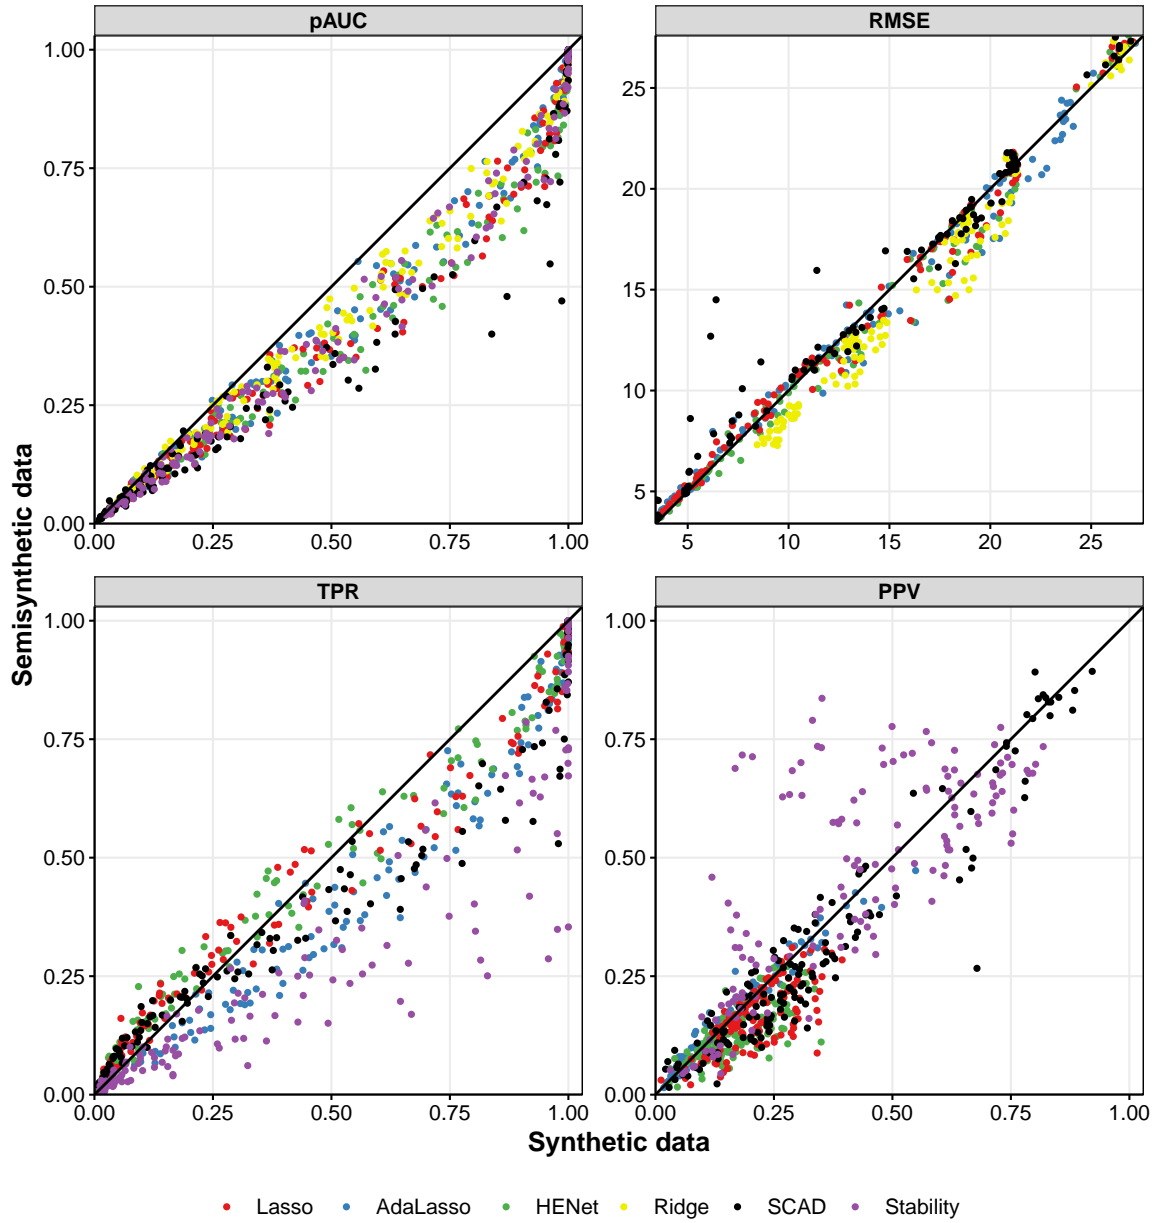 pAUC
RMSE
1.00
0.75
0.50
0.25
0.00
0.00 0.25 0.50 0.75 1.00
25
20
15
10
5
5 10 15 20 25
TPR
PPV
1.00
0.75
0.50
0.25
0.00
0.00 0.25 0.50 0.75 1.00
1.00
0.75
0.50
0.25
0.00
0.00 0.25 0.50 0.75 1.00
Semisynthetic data
Synthetic data
Lasso AdaLasso HENet Ridge SCAD Stability